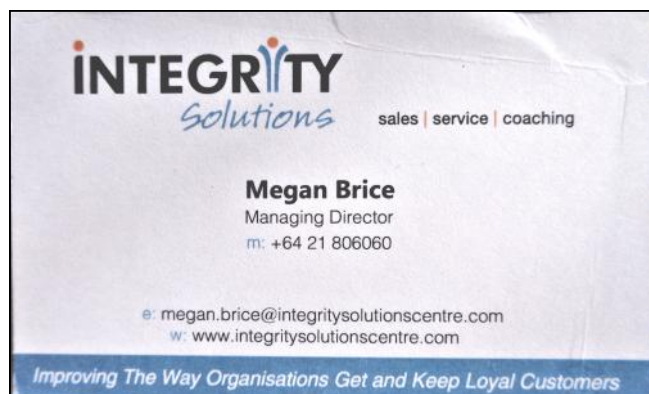 iNTEGRiTY
Solutions
sales | service | coaching
Megan Brice
Managing Director
m: +64 21 806060
e: megan.brice@integritysolutionscentre.com
w: www.integritysolutionscentre.com
Improving The Way Organisations Get and Keep Loyal Customers